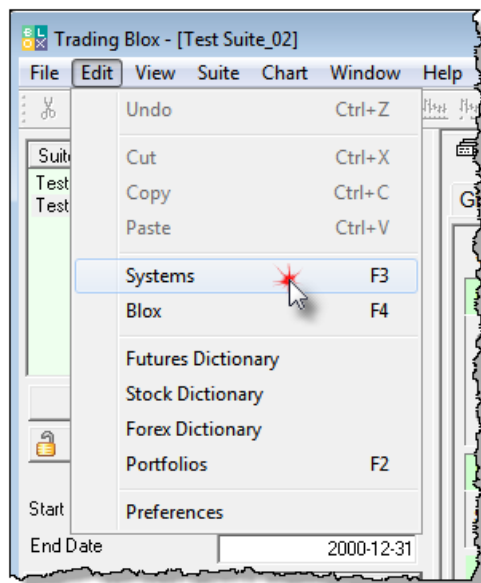 Trading Blox - [Test Suite_02]
File Edit View Suite Chart Window Help
Undo Ctrl+Z
Cut Ctrl+X
Copy Ctrl+C
Paste Ctrl+V
Systems F3
Blox F4
Futures Dictionary
Stock Dictionary
Forex Dictionary
Portfolios F2
Preferences
Suit
Test
Test
G
Start
End Date 2000-12-31